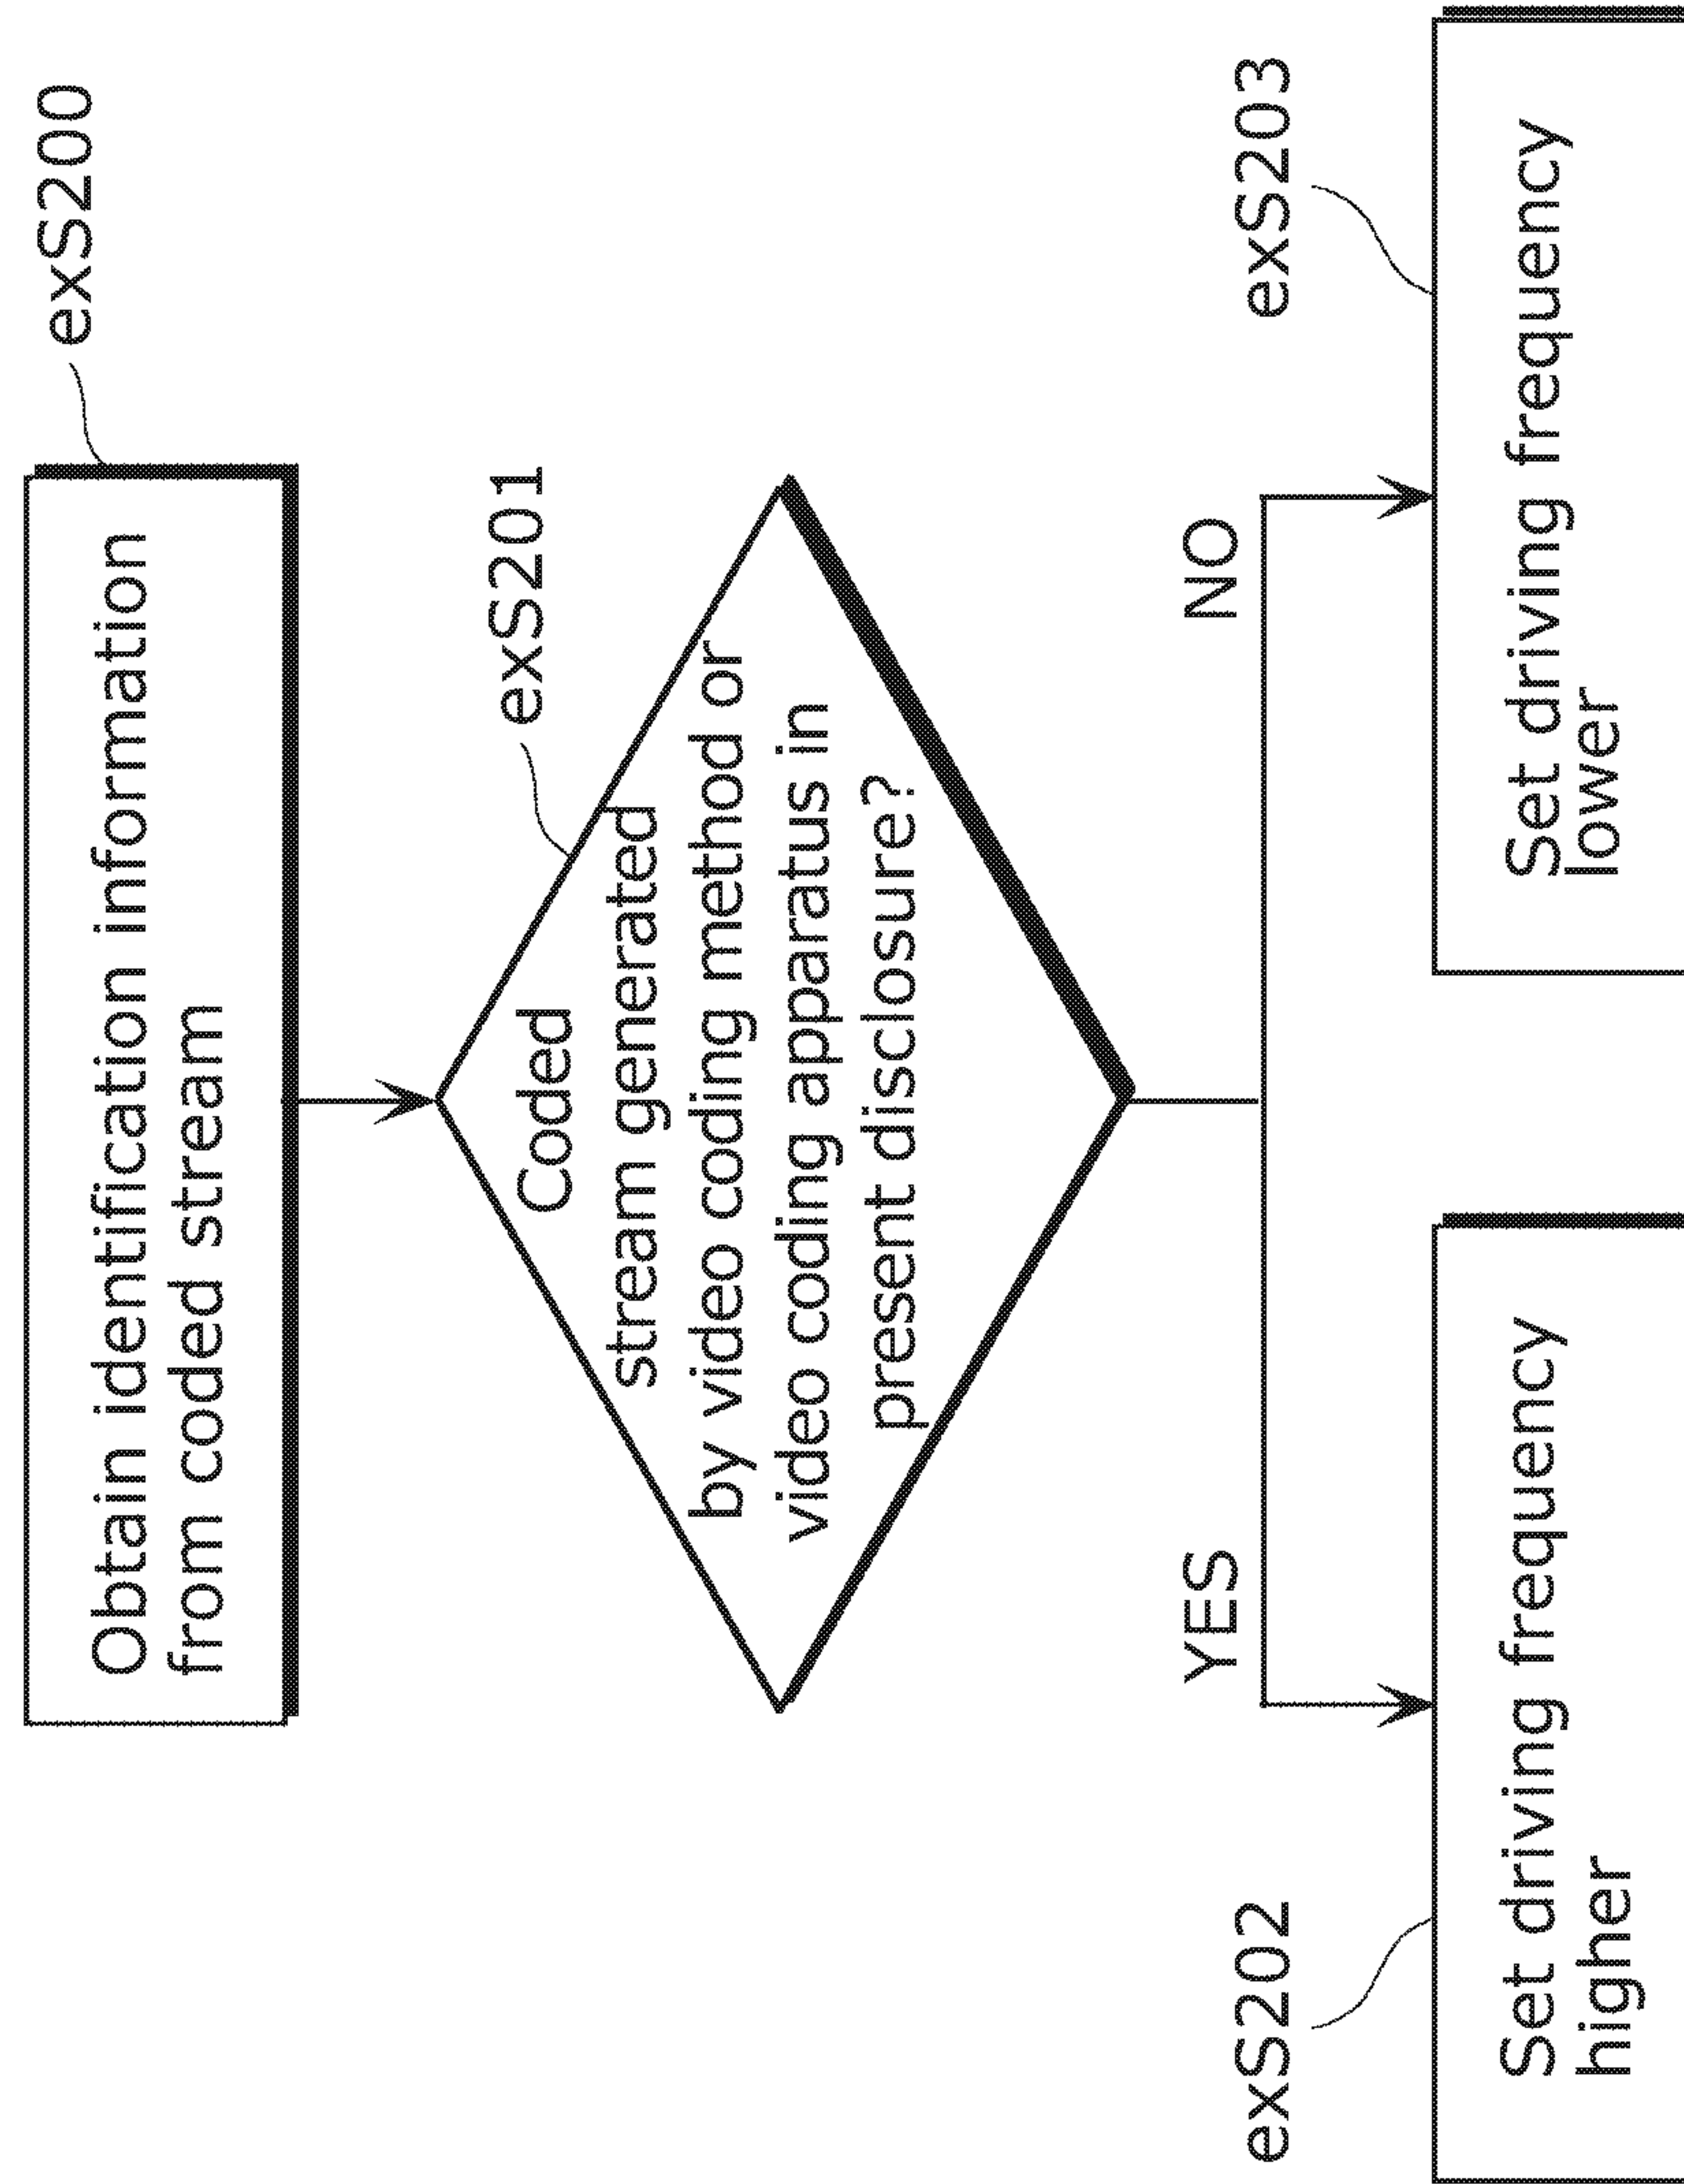 exS200
Obtain identification information
from coded stream
exS201
Coded
stream generated
by video coding method or
video coding apparatus in
present disclosure?
YES
NO
exS202
exS203
Set driving frequency
higher
Set driving frequency
lower